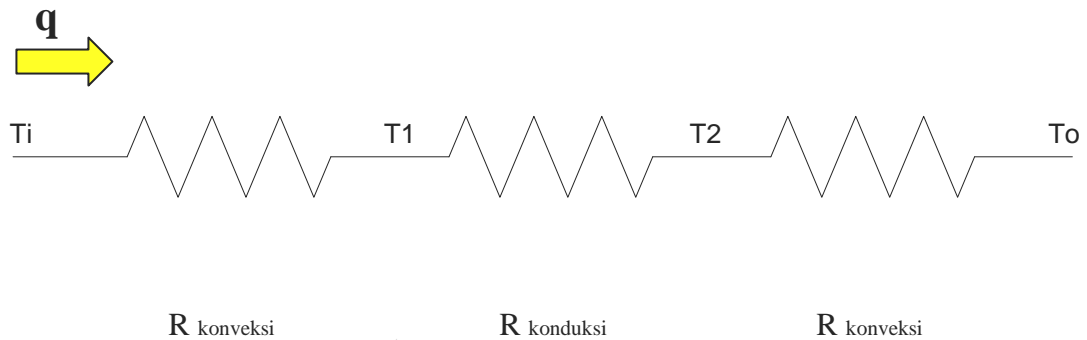 q
Ti T1 T2 To
R konveksi R konduksi R konveksi